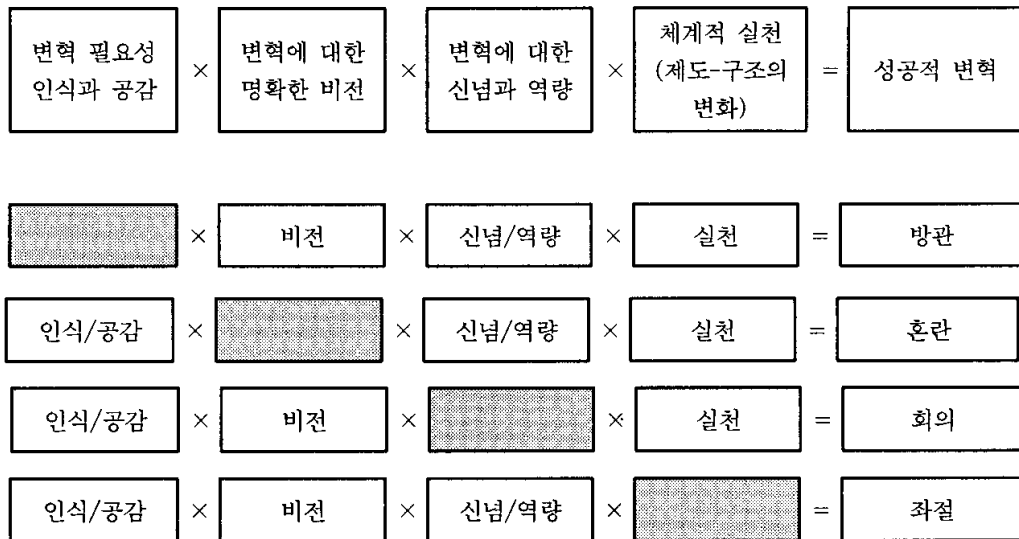 변혁 필요성 인식과 공감 × 변혁에 대한 명확한 비전 × 변혁에 대한 신념과 역량 × 체계적 실천 (제도-구조의 변화) = 성공적 변혁
× 비전 × 신념/역량 × 실천 = 방관
인식/공감 × × 신념/역량 × 실천 = 혼란
인식/공감 × 비전 × × 실천 = 회의
인식/공감 × 비전 × 신념/역량 × = 좌절